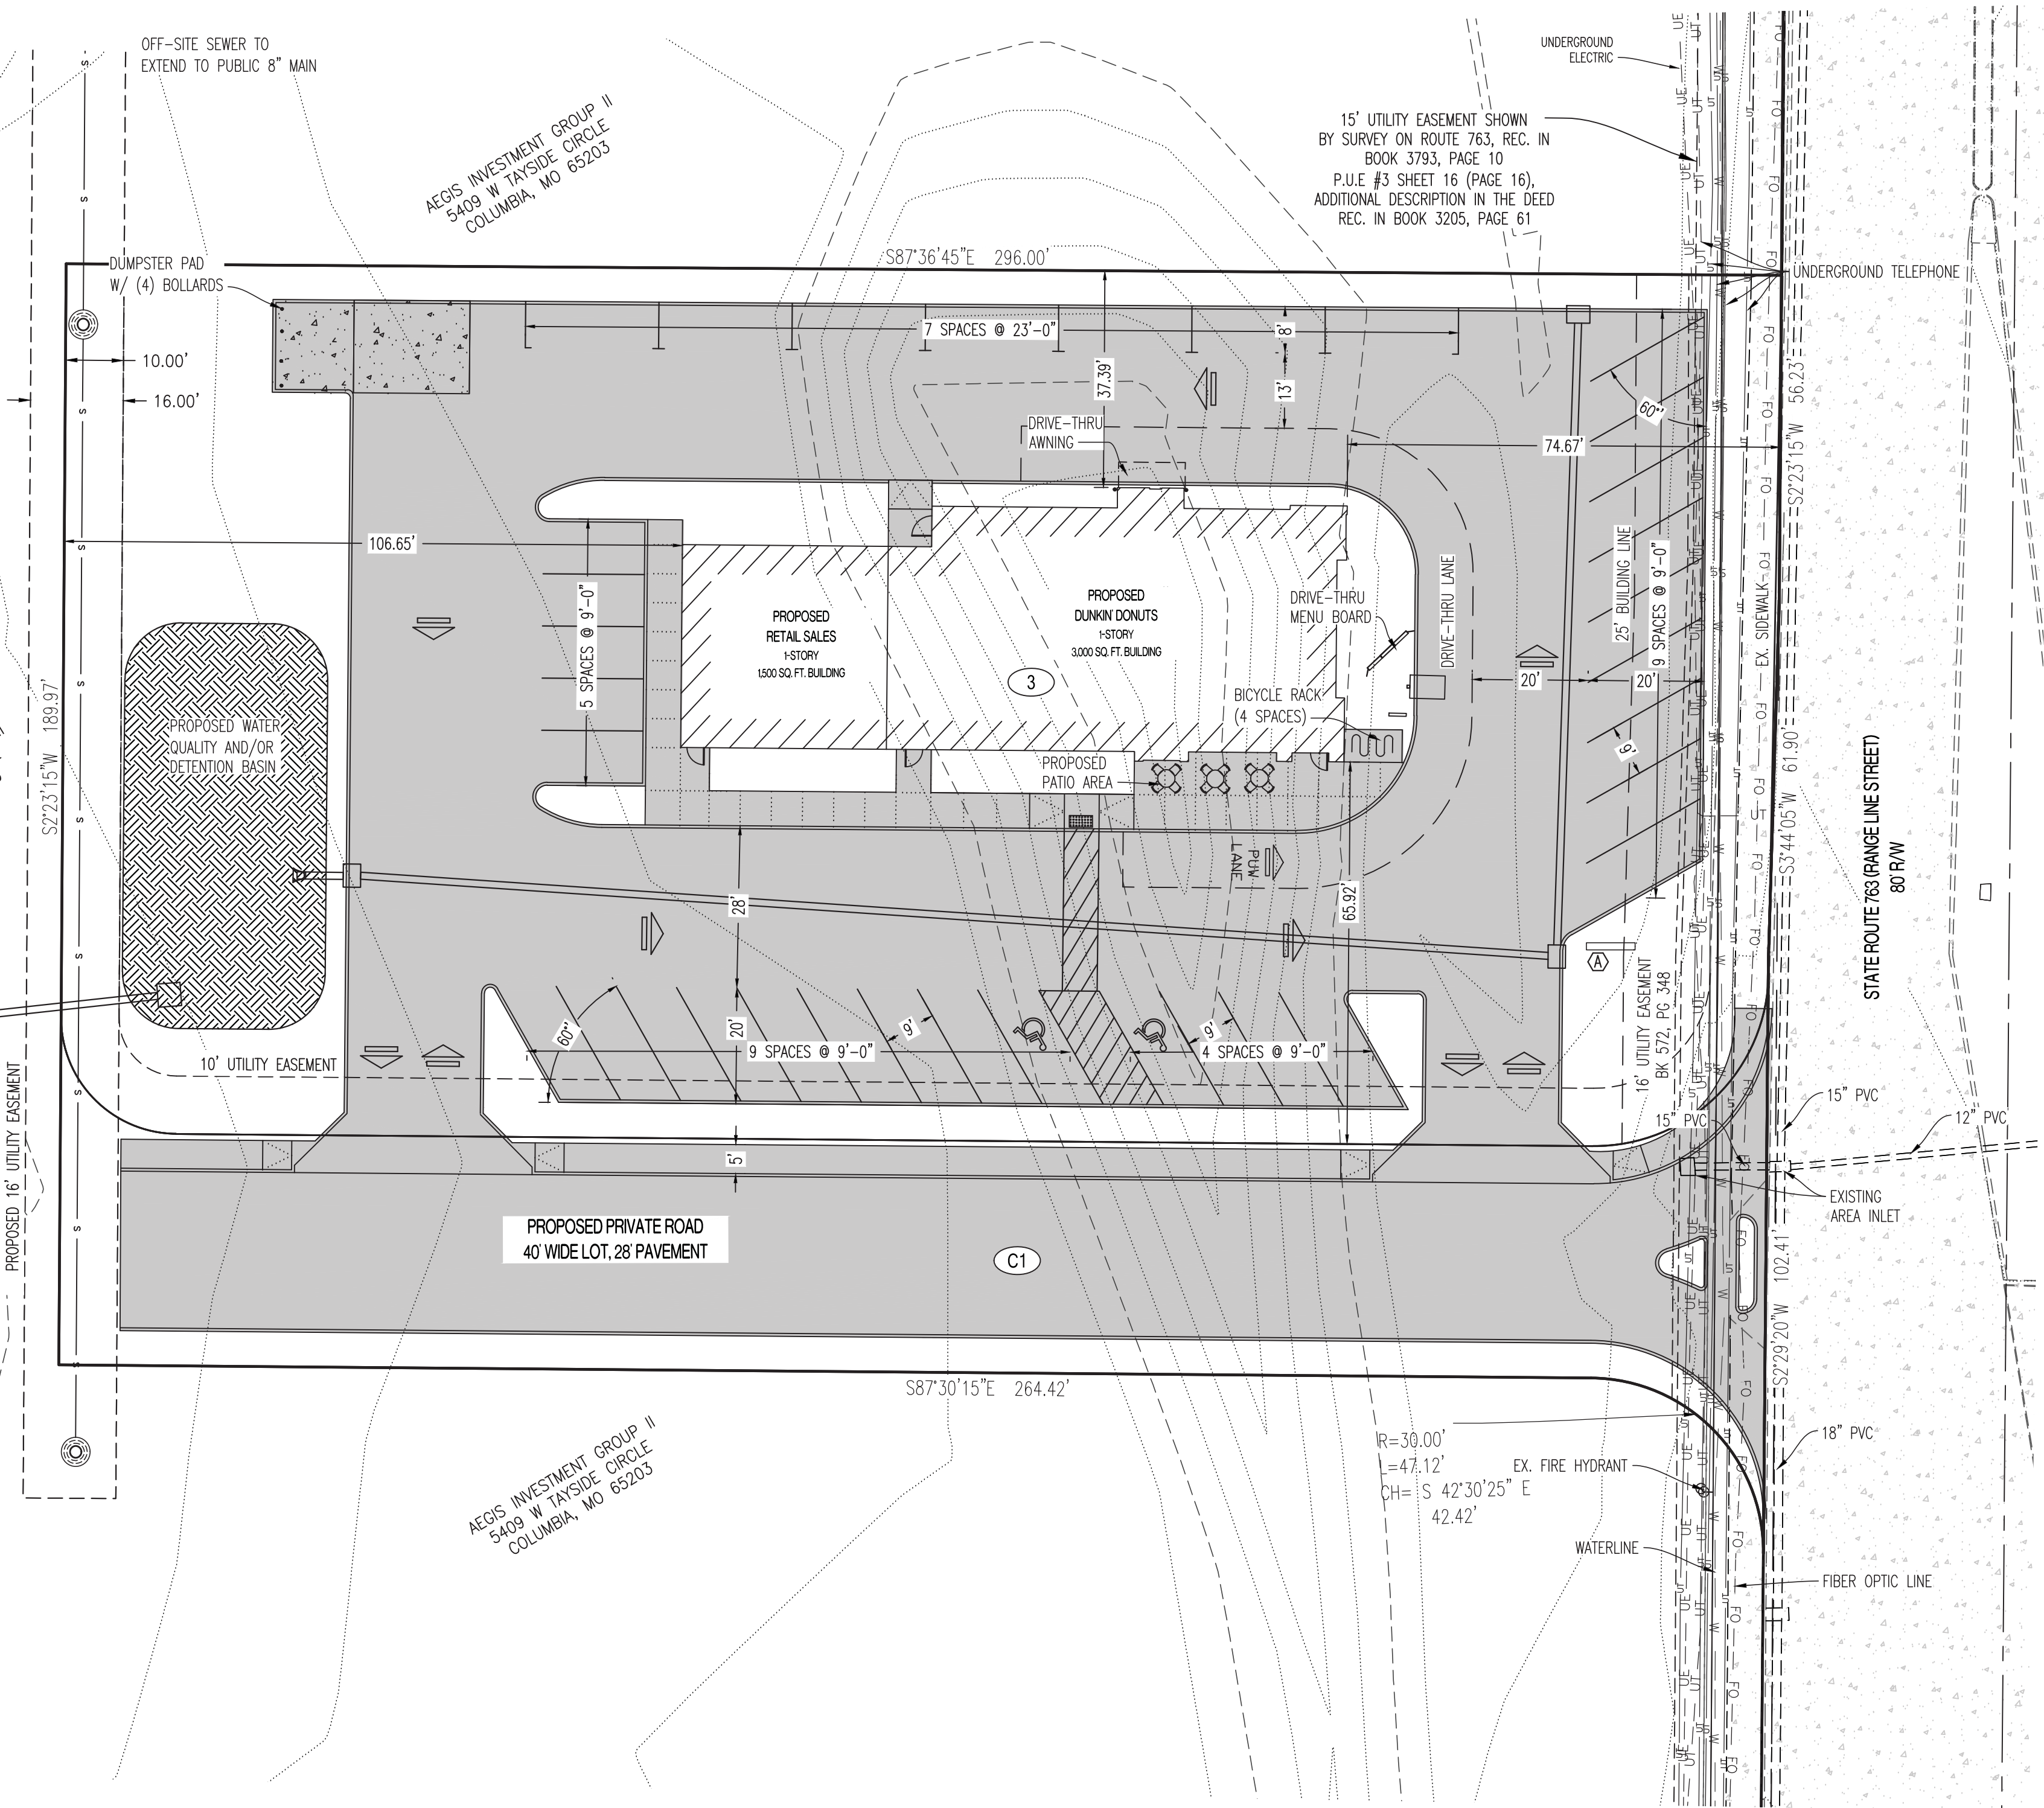 OFF-SITE SEWER TO
EXTEND TO PUBLIC 8" MAIN
UNDERGROUND
ELECTRIC
AEGIS INVESTMENT GROUP II
5409 W TAYSIDE CIRCLE
COLUMBIA, MO 65203
15' UTILITY EASEMENT SHOWN
BY SURVEY ON ROUTE 763, REC. IN
BOOK 3793, PAGE 10
P.U.E #3 SHEET 16 (PAGE 16),
ADDITIONAL DESCRIPTION IN THE DEED
REC. IN BOOK 3205, PAGE 61
DUMPSTER PAD
W/ (4) BOLLARDS
S87°36'45"E 296.00'
UNDERGROUND TELEPHONE
7 SPACES @ 23'-0"
8'
10.00'
16.00'
37.39'
13'
60°
S2°23'15"W 56.23'
DRIVE-THRU
AWNING
74.67'
106.65'
5 SPACES @ 9'-0"
PROPOSED
RETAIL SALES
1-STORY
1,500 SQ. FT. BUILDING
PROPOSED
DUNKIN' DONUTS
1-STORY
3,000 SQ. FT. BUILDING
3
DRIVE-THRU
MENU BOARD
DRIVE-THRU LANE
25' BUILDING LINE
9 SPACES @ 9'-0"
EX. SIDEWALK
BICYCLE RACK
(4 SPACES)
20'
20'
9'
S2°23'15"W 189.97'
PROPOSED WATER
QUALITY AND/OR
DETENTION BASIN
PROPOSED
PATIO AREA
PUW
LANE
S3°44'05"W 61.90'
STATE ROUTE 763 (RANGE LINE STREET)
80' R/W
28'
65.92'
A
16' UTILITY EASEMENT
BK 572, PG 348
60°
20'
9 SPACES @ 9'-0"
9'
9'
4 SPACES @ 9'-0"
10' UTILITY EASEMENT
PROPOSED 16' UTILITY EASEMENT
5'
15" PVC
15" PVC
12" PVC
EXISTING
AREA INLET
PROPOSED PRIVATE ROAD
40' WIDE LOT, 28' PAVEMENT
C1
S2°29'20"W 102.41'
S87°30'15"E 264.42'
AEGIS INVESTMENT GROUP II
5409 W TAYSIDE CIRCLE
COLUMBIA, MO 65203
R=30.00'
L=47.12'
CH= S 42°30'25" E
42.42'
18" PVC
EX. FIRE HYDRANT
WATERLINE
FIBER OPTIC LINE